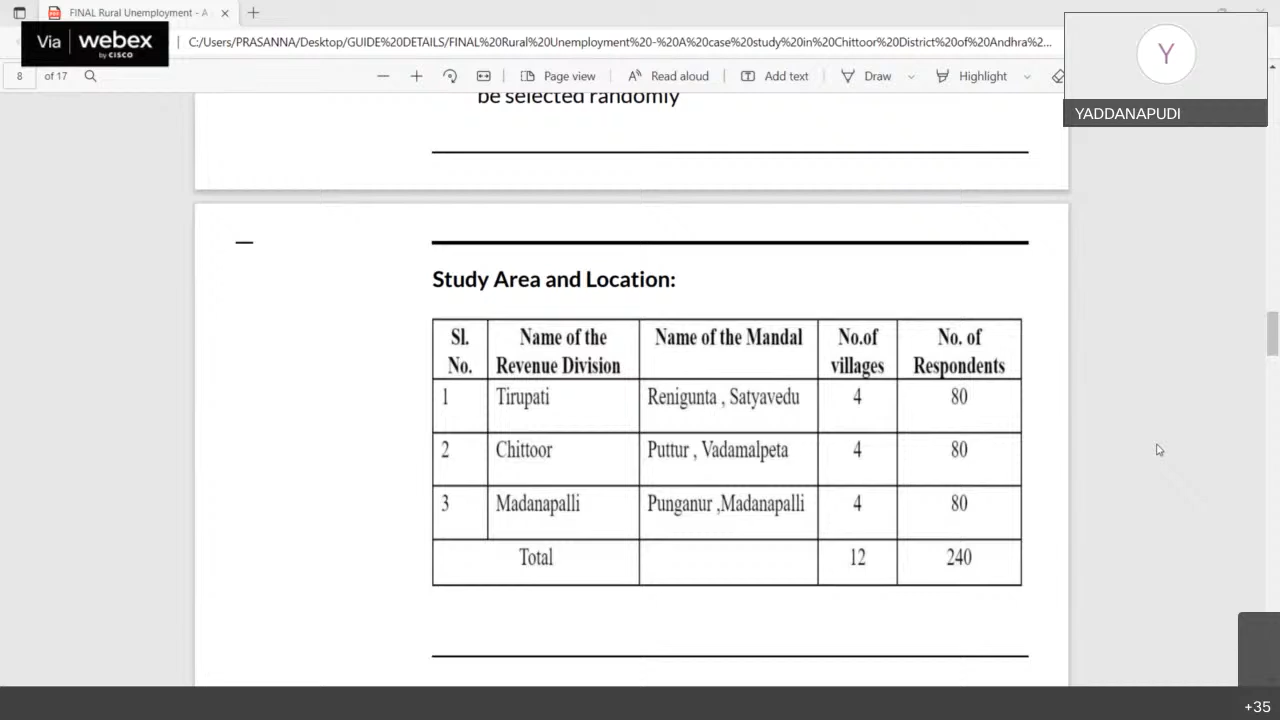 FINAL Rural Unemployment - A
Via webex
by CISCO
C:/Users/PRASANNA/Desktop/GUIDE%20DETAILS/FINAL%20Rural%20Unemployment%20-%20A%20case%20study%20of%20Chittoor%20District%20of%20Andhra%2...
8 of 17 Page view Read aloud Add text Draw Highlight
Y
YADDANAPUDI
be selected randomly
Study Area and Location:
Sl. No. Name of the Revenue Division Name of the Mandal No.of villages No. of Respondents
1 Tirupati Renigunta , Satyavedu 4 80
2 Chittoor Puttur , Vadamalpeta 4 80
3 Madanapalli Punganur ,Madanapalli 4 80
Total 12 240
+35